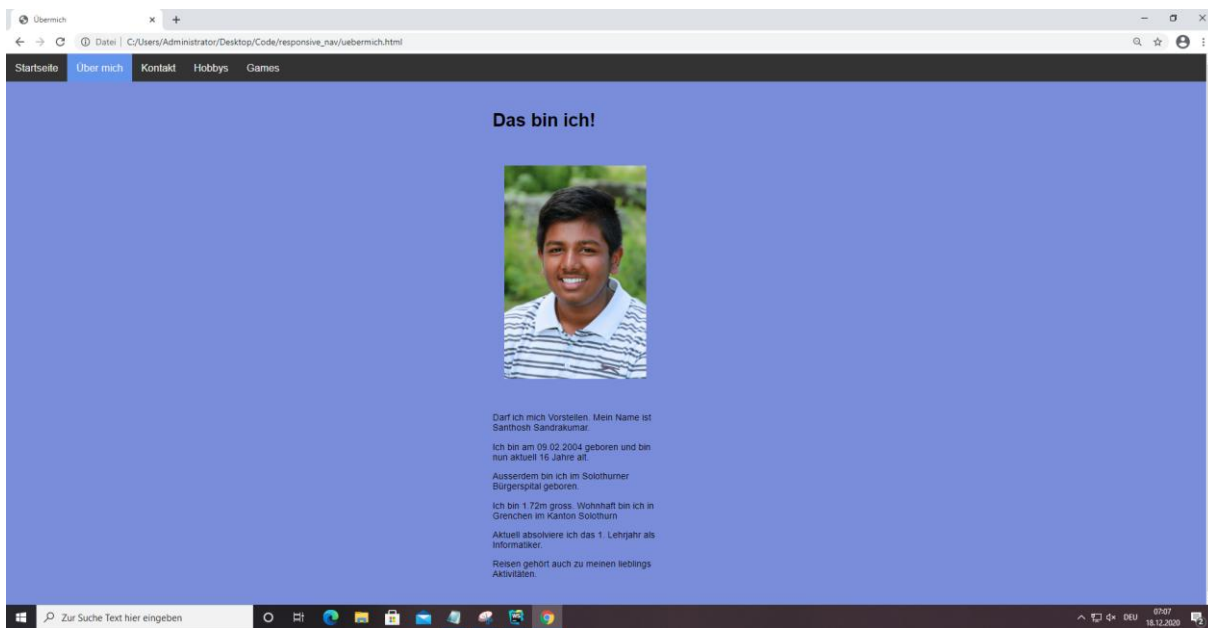 Übermich
Datei | C:/Users/Administrator/Desktop/Code/responsive_nav/uebermich.html
Startseite Über mich Kontakt Hobbys Games
Das bin ich!
Darf ich mich Vorstellen. Mein Name ist
Santhosh Sandrakumar.
Ich bin am 09.02.2004 geboren und bin
nun aktuell 16 Jahre alt.
Ausserdem bin ich im Solothurner
Bürgerspital geboren.
Ich bin 1.72m gross. Wohnhaft bin ich in
Grenchen im Kanton Solothurn
Aktuell absolviere ich das 1. Lehrjahr als
Informatiker.
Reisen gehört auch zu meinen lieblings
Aktivitäten.
Zur Suche Text hier eingeben
DEU
07:07
18.12.2020